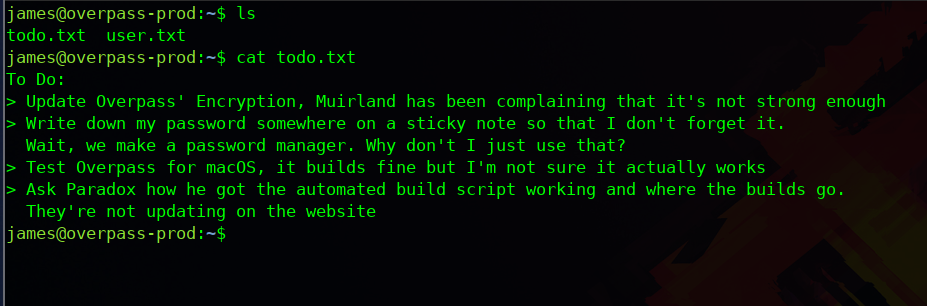 james@overpass-prod:~$ ls
todo.txt  user.txt
james@overpass-prod:~$ cat todo.txt
To Do:
> Update Overpass' Encryption, Muirland has been complaining that it's not strong enough
> Write down my password somewhere on a sticky note so that I don't forget it.
  Wait, we make a password manager. Why don't I just use that?
> Test Overpass for macOS, it builds fine but I'm not sure it actually works
> Ask Paradox how he got the automated build script working and where the builds go.
  They're not updating on the website
james@overpass-prod:~$